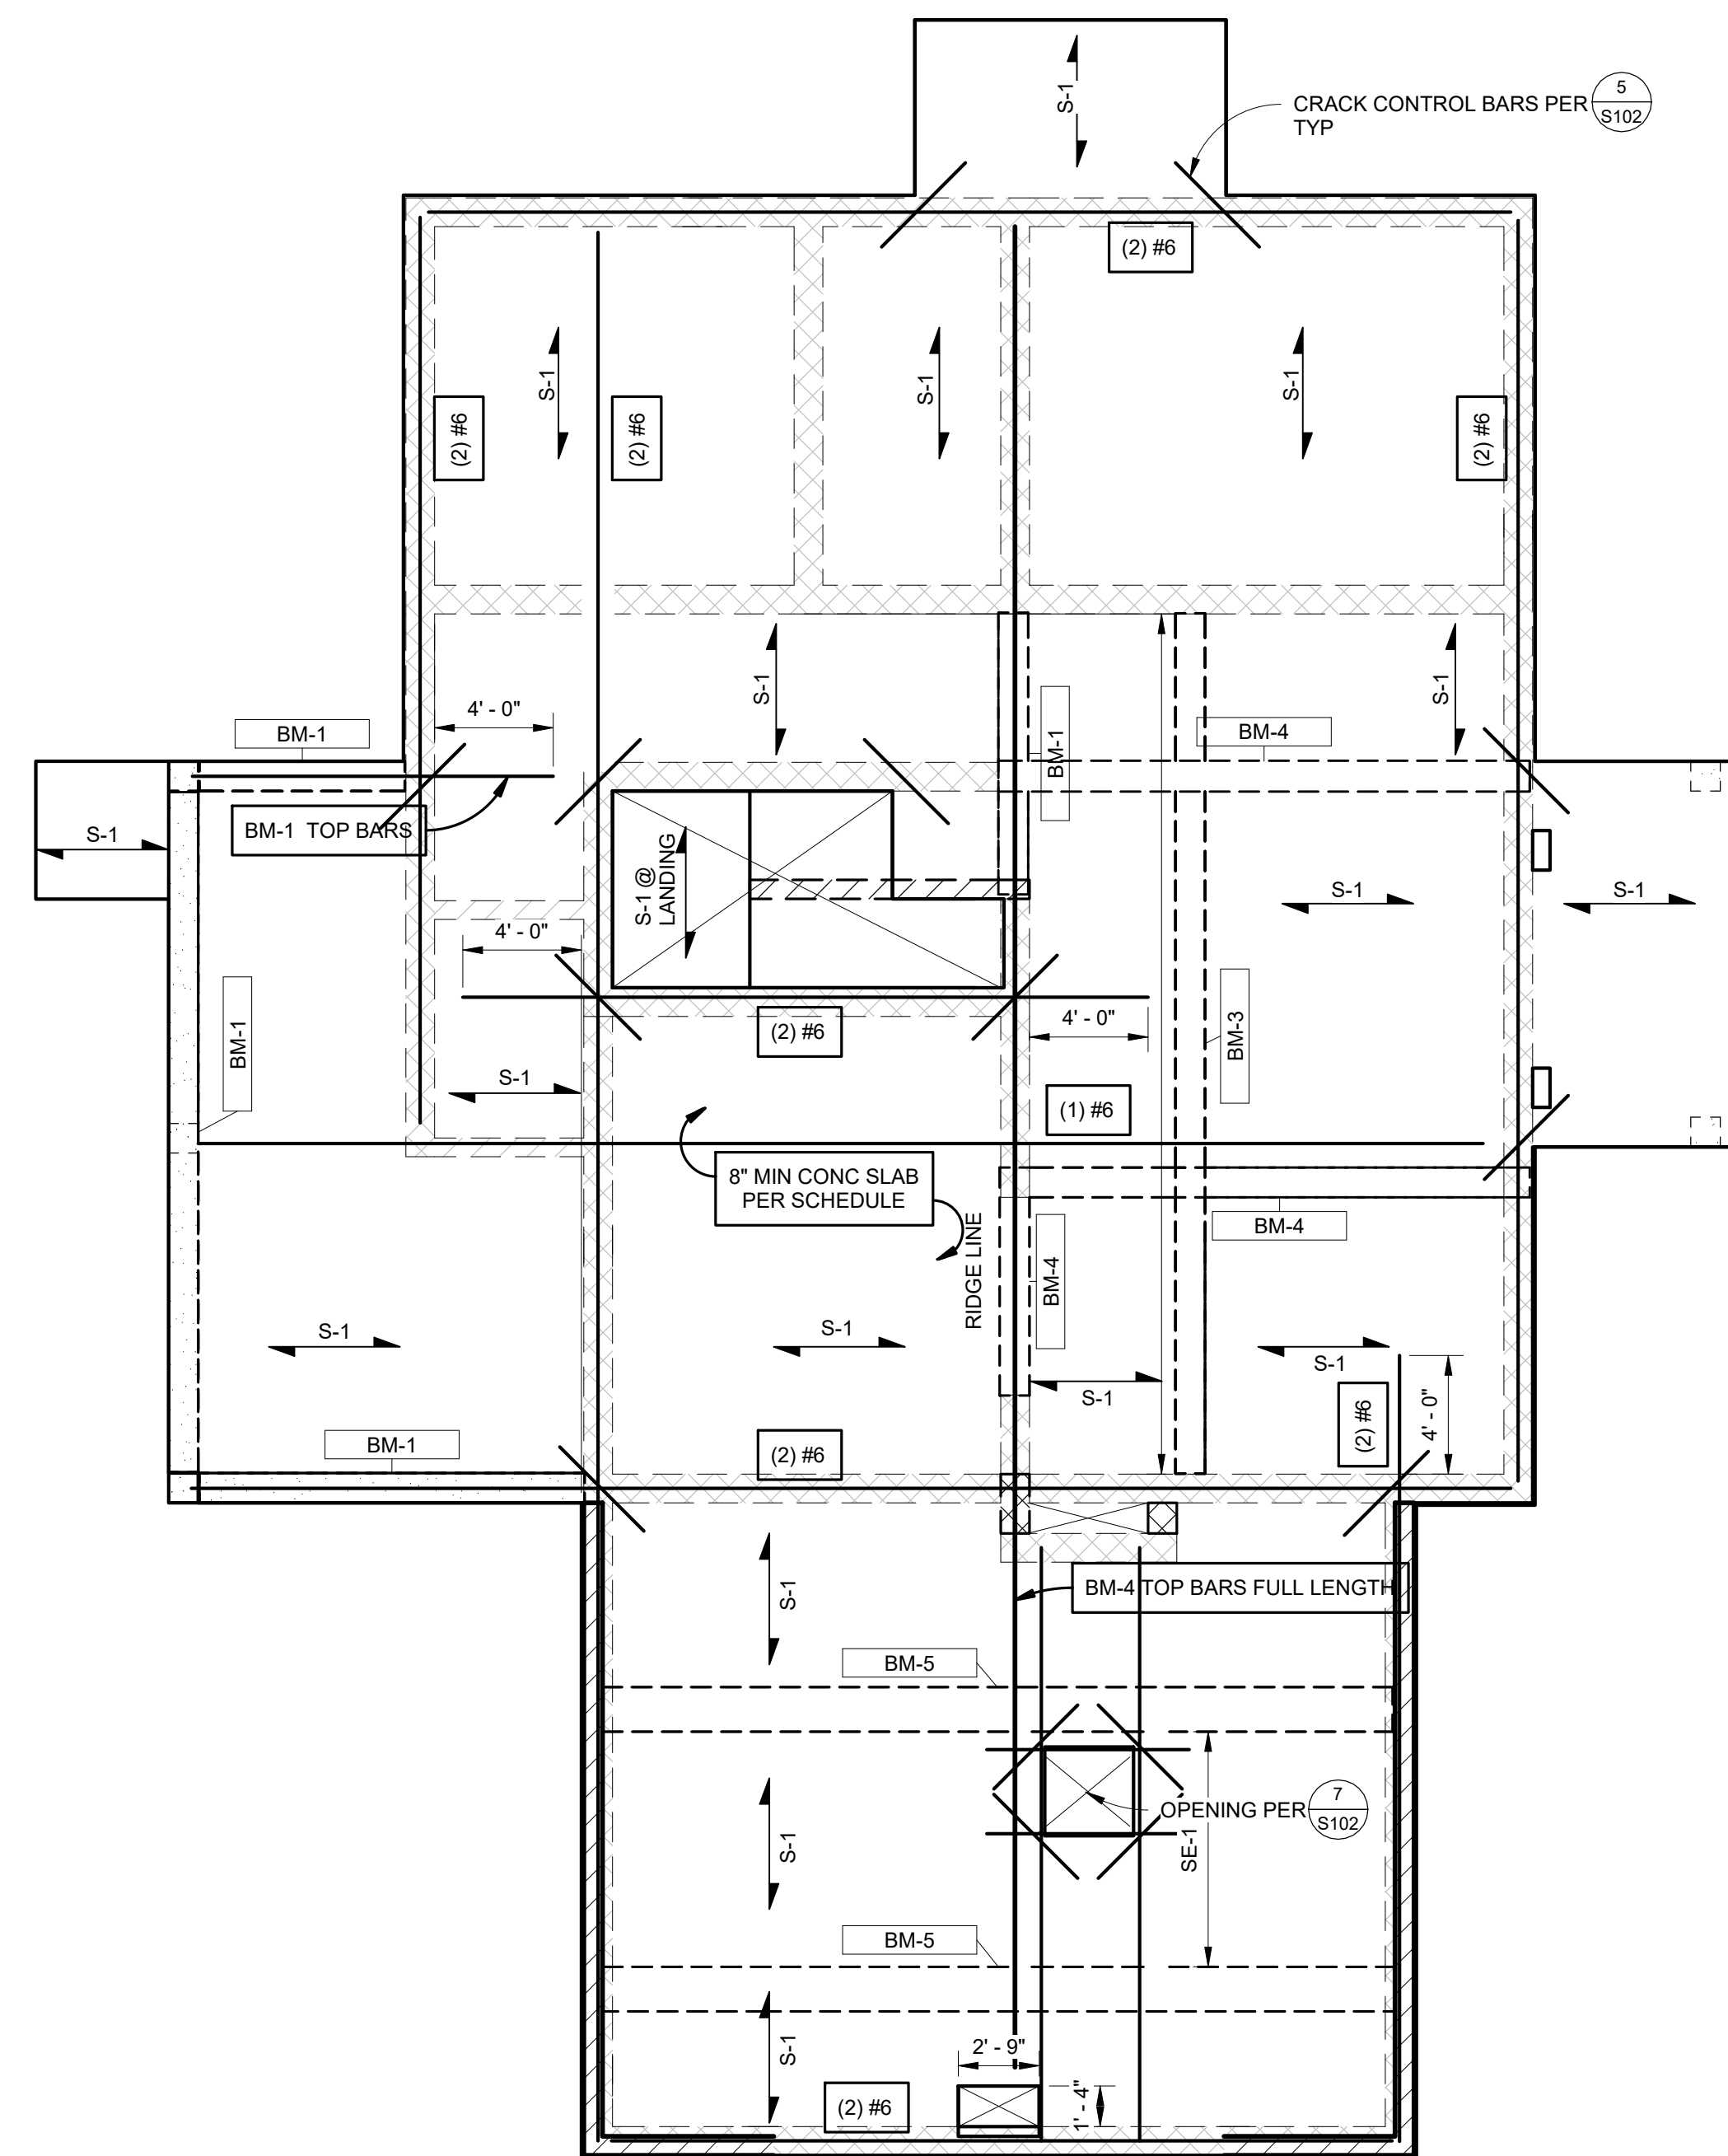 S-1
CRACK CONTROL BARS PER
TYP
5
S102
(2) #6
S-1
S-1
S-1
(2) #6
(2) #6
(2) #6
S-1
S-1
4' - 0"
BM-1
BM-1
BM-4
BM-1 TOP BARS
S-1
S-1 @
LANDING
S-1
S-1
4' - 0"
BM-1
(2) #6
4' - 0"
BM-3
S-1
(1) #6
8" MIN CONC SLAB
PER SCHEDULE
RIDGE LINE
BM-4
BM-4
S-1
S-1
S-1
S-1
(2) #6
4' - 0"
BM-1
(2) #6
S-1
BM-4 TOP BARS FULL LENGTH
BM-5
OPENING PER
7
S102
SE-1
S-1
BM-5
S-1
2' - 9"
1' - 4"
(2) #6